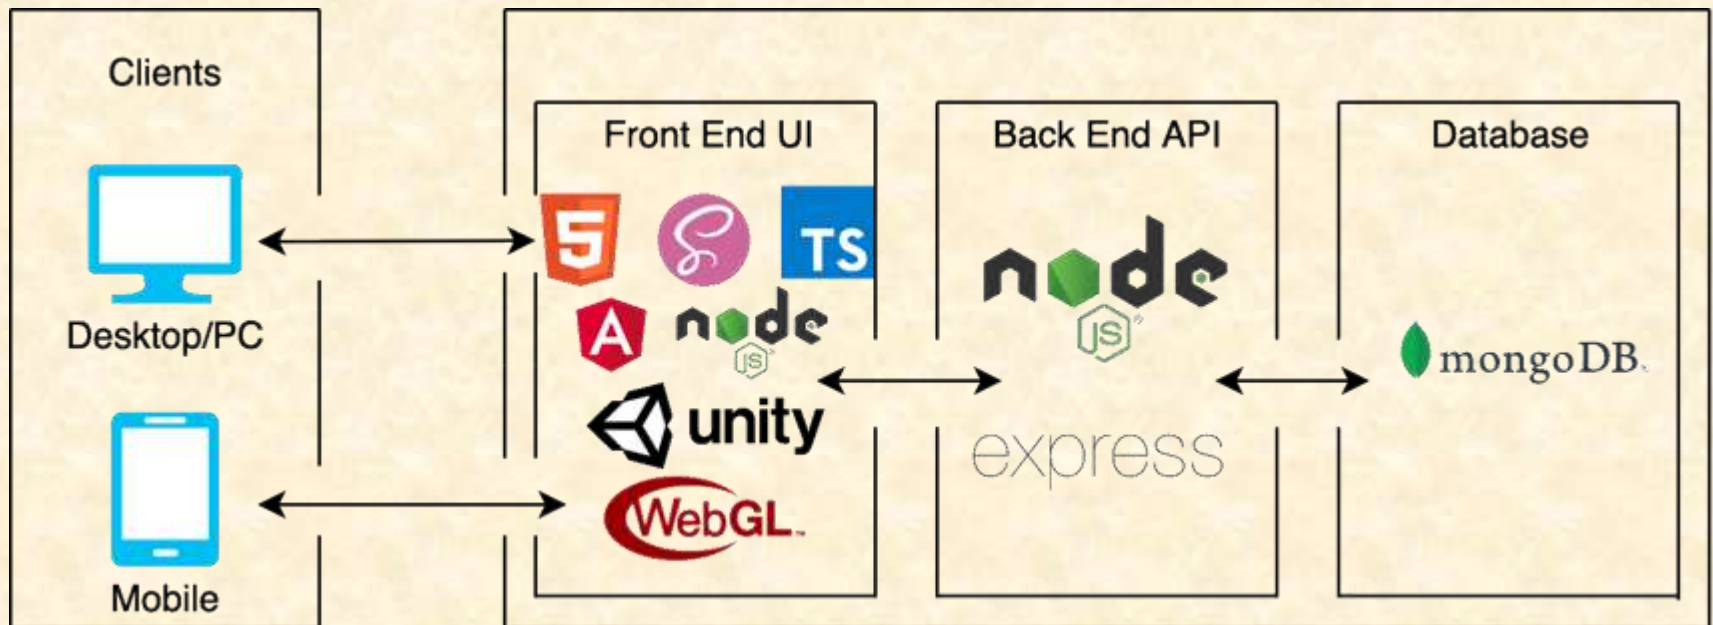 Clients
Desktop/PC
Mobile
Front End UI
5
TS
A
node
JS
unity
WebGL™
Back End API
node
JS®
express
Database
mongoDB